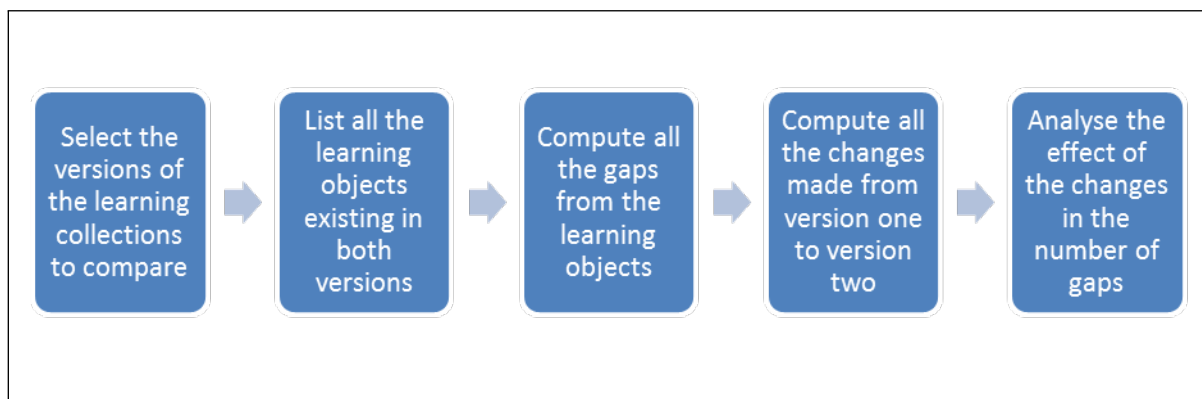 Select the
versions of
the learning
collections
to compare
List all the
learning
objects
existing in
both
versions
Compute all
the gaps
from the
learning
objects
Compute all
the changes
made from
version one
to version
two
Analyse the
effect of
the changes
in the
number of
gaps